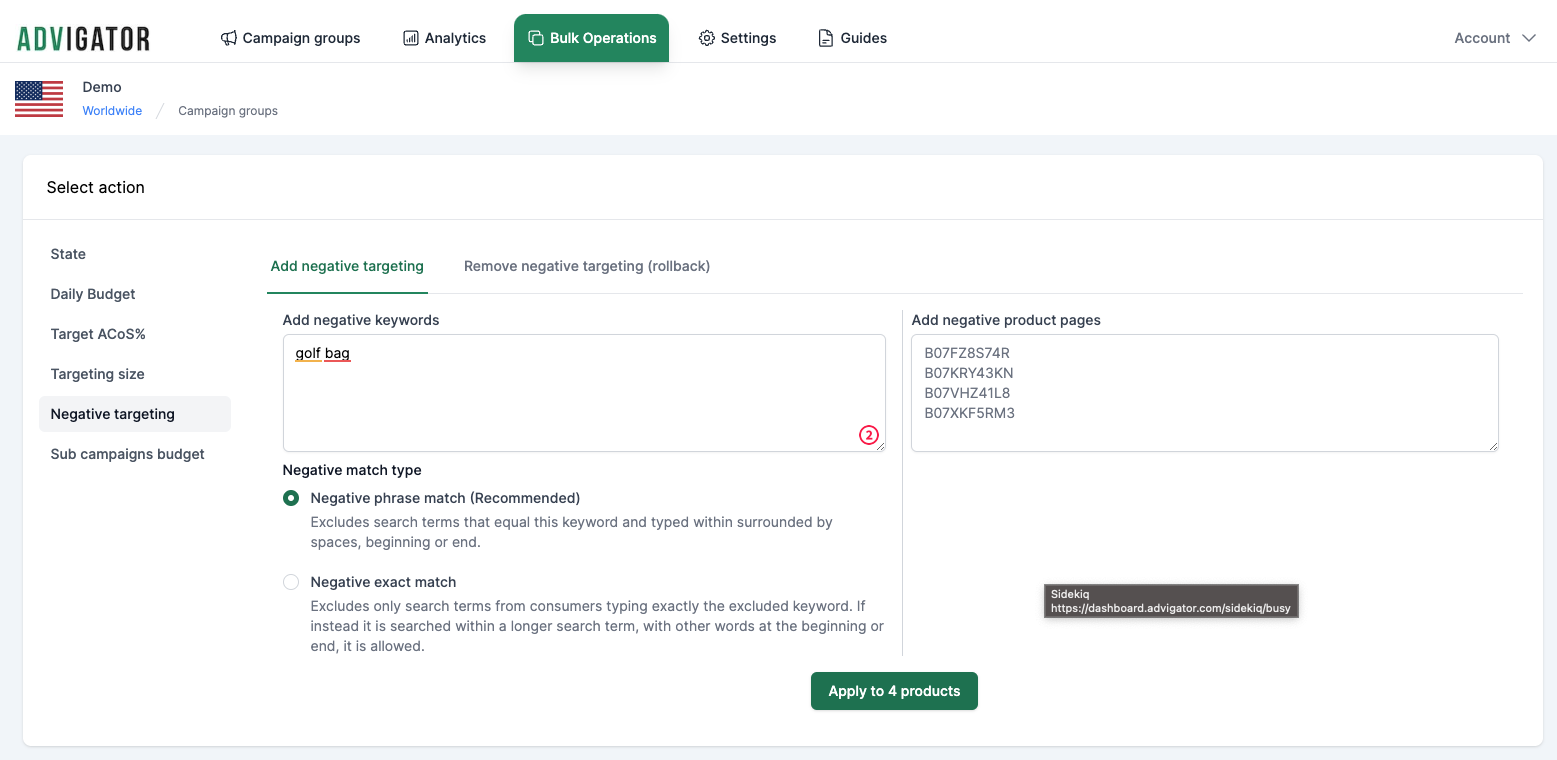 ADVIGATOR
Campaign groups
Analytics
Bulk Operations
Settings
Guides
Account
Demo
Worldwide / Campaign groups
Select action
State
Daily Budget
Target ACoS%
Targeting size
Negative targeting
Sub campaigns budget
Add negative targeting
Remove negative targeting (rollback)
Add negative keywords
golf bag
2
Negative match type
Negative phrase match (Recommended)
Excludes search terms that equal this keyword and typed within surrounded by
spaces, beginning or end.
Negative exact match
Excludes only search terms from consumers typing exactly the excluded keyword. If
instead it is searched within a longer search term, with other words at the beginning or
end, it is allowed.
Add negative product pages
B07FZ8S74R
B07KRY43KN
B07VHZ41L8
B07XKF5RM3
Sidekiq
https://dashboard.advigator.com/sidekiq/busy
Apply to 4 products